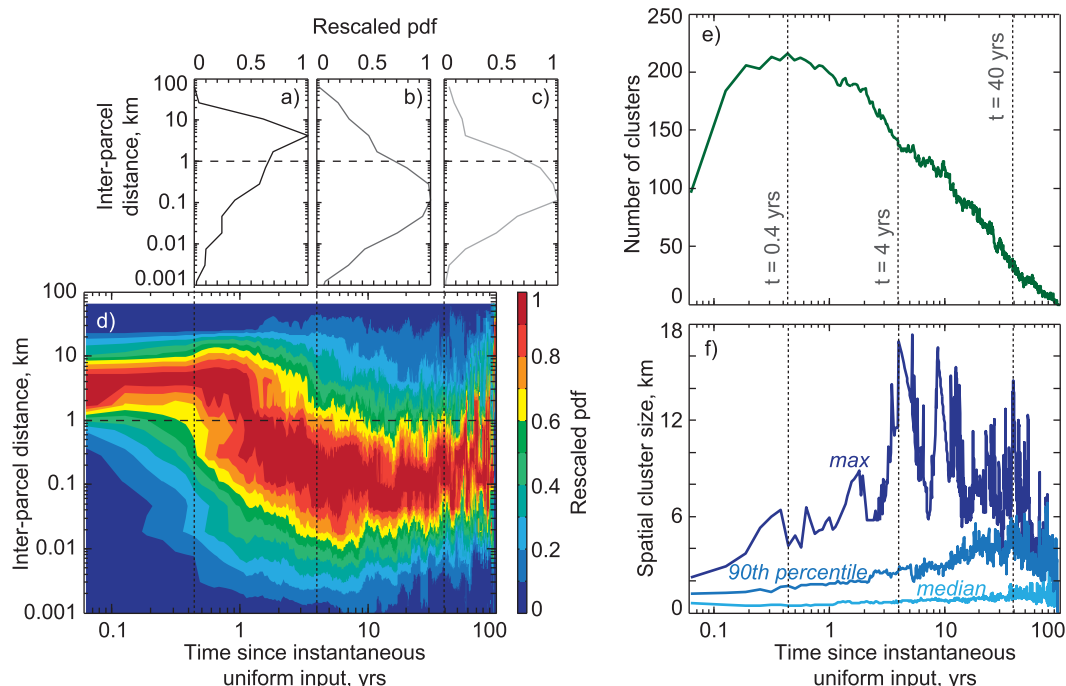 Rescaled pdf
0 0.5 1 0 0.5 1 0 0.5 1
a) b) c)
Inter-parcel
distance, km
100
10
1
0.1
0.01
0.001
d)
Inter-parcel distance, km
100
10
1
0.1
0.01
0.001
0.1 1 10 100
Time since instantaneous
uniform input, yrs
1
0.8
0.6
0.4
0.2
0
Rescaled pdf
e)
Number of clusters
250
200
150
100
50
0
t = 0.4 yrs
t = 4 yrs
t = 40 yrs
f)
Spatial cluster size, km
18
15
12
9
6
0
max
90th percentile
median
0.1 1 10 100
Time since instantaneous
uniform input, yrs